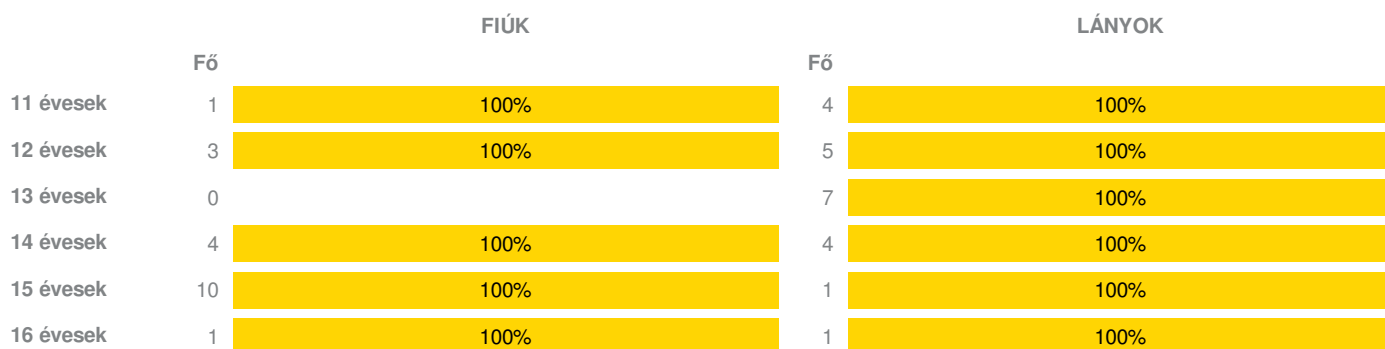 FIÚK LÁNYOK
Fő Fő
11 évesek 1 100% 4 100%
12 évesek 3 100% 5 100%
13 évesek 0 7 100%
14 évesek 4 100% 4 100%
15 évesek 10 100% 1 100%
16 évesek 1 100% 1 100%